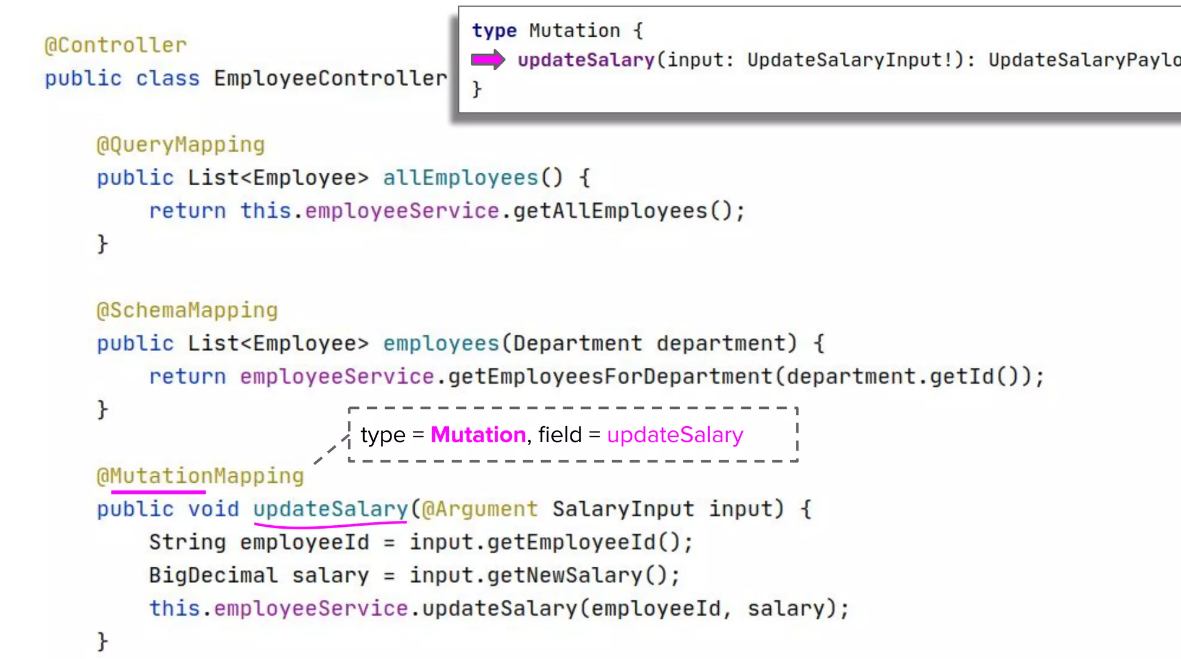 @Controller
public class EmployeeController
type Mutation {
updateSalary(input: UpdateSalaryInput!): UpdateSalaryPaylo
}
@QueryMapping
public List<Employee> allEmployees() {
return this.employeeService.getAllEmployees();
}
@SchemaMapping
public List<Employee> employees(Department department) {
return employeeService.getEmployeesForDepartment(department.getId());
}
type = Mutation, field = updateSalary
@MutationMapping
public void updateSalary(@Argument SalaryInput input) {
String employeeId = input.getEmployeeId();
BigDecimal salary = input.getNewSalary();
this.employeeService.updateSalary(employeeId, salary);
}